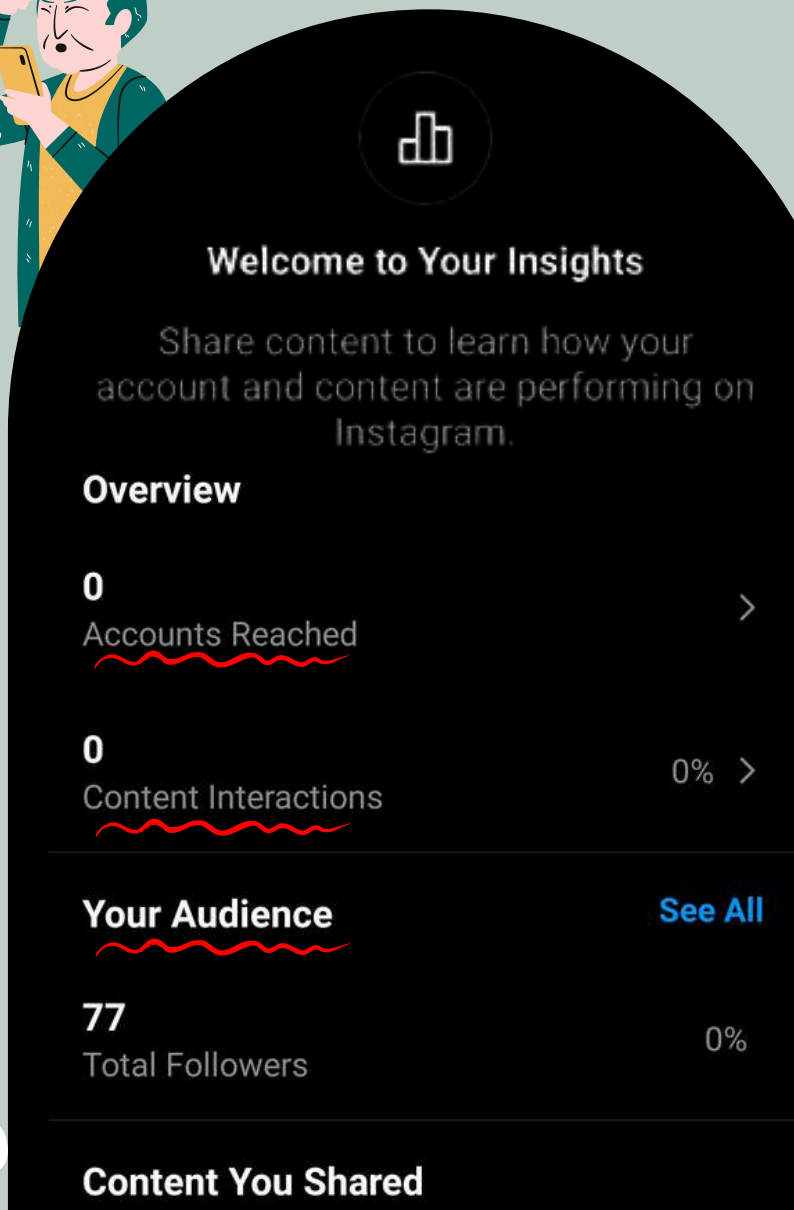 Welcome to Your Insights
Share content to learn how your
account and content are performing on
Instagram.
Overview
0
Accounts Reached
0
Content Interactions
0%
Your Audience
See All
77
Total Followers
0%
Content You Shared